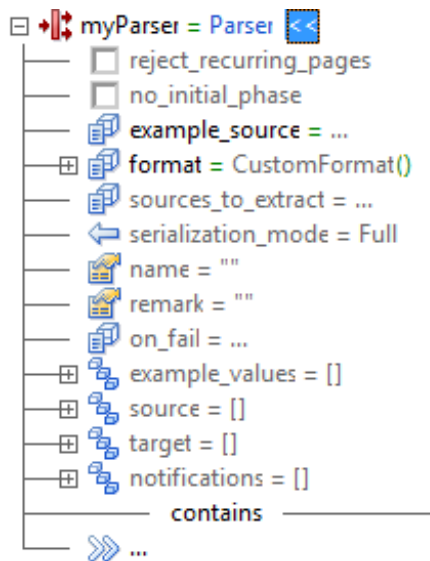 myParser = Parser <<
reject_recurring_pages
no_initial_phase
example_source = ...
format = CustomFormat()
sources_to_extract = ...
serialization_mode = Full
name = ""
remark = ""
on_fail = ...
example_values = []
source = []
target = []
notifications = []
contains
...